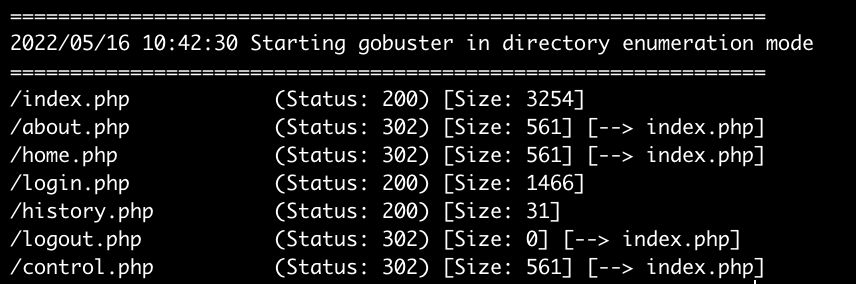 ===============================================================
2022/05/16 10:42:30 Starting gobuster in directory enumeration mode
===============================================================
/index.php            (Status: 200) [Size: 3254]
/about.php            (Status: 302) [Size: 561] [--> index.php]
/home.php             (Status: 302) [Size: 561] [--> index.php]
/login.php            (Status: 200) [Size: 1466]
/history.php          (Status: 200) [Size: 31]
/logout.php           (Status: 302) [Size: 0] [--> index.php]
/control.php          (Status: 302) [Size: 561] [--> index.php]